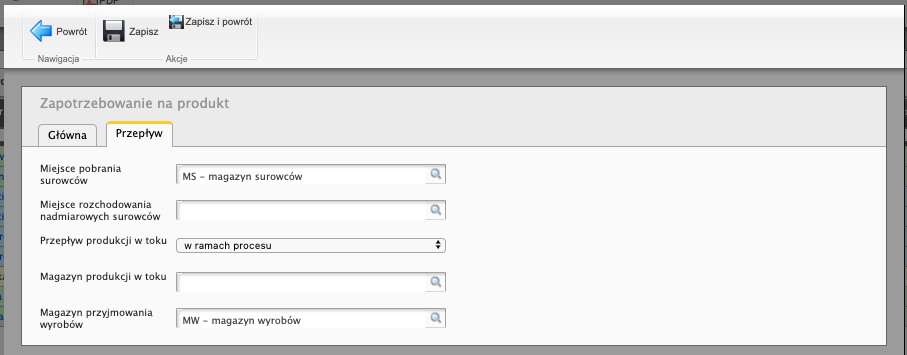 PDF
Powrót
Zapisz
Zapisz i powrót
Nawigacja
Akcje
Zapotrzebowanie na produkt
Główna
Przepływ
Miejsce pobrania
surowców
MS - magazyn surowców
Miejsce rozchodowania
nadmiarowych surowców
Przepływ produkcji w toku
w ramach procesu
Magazyn produkcji w toku
Magazyn przyjmowania
wyrobów
MW - magazyn wyrobów